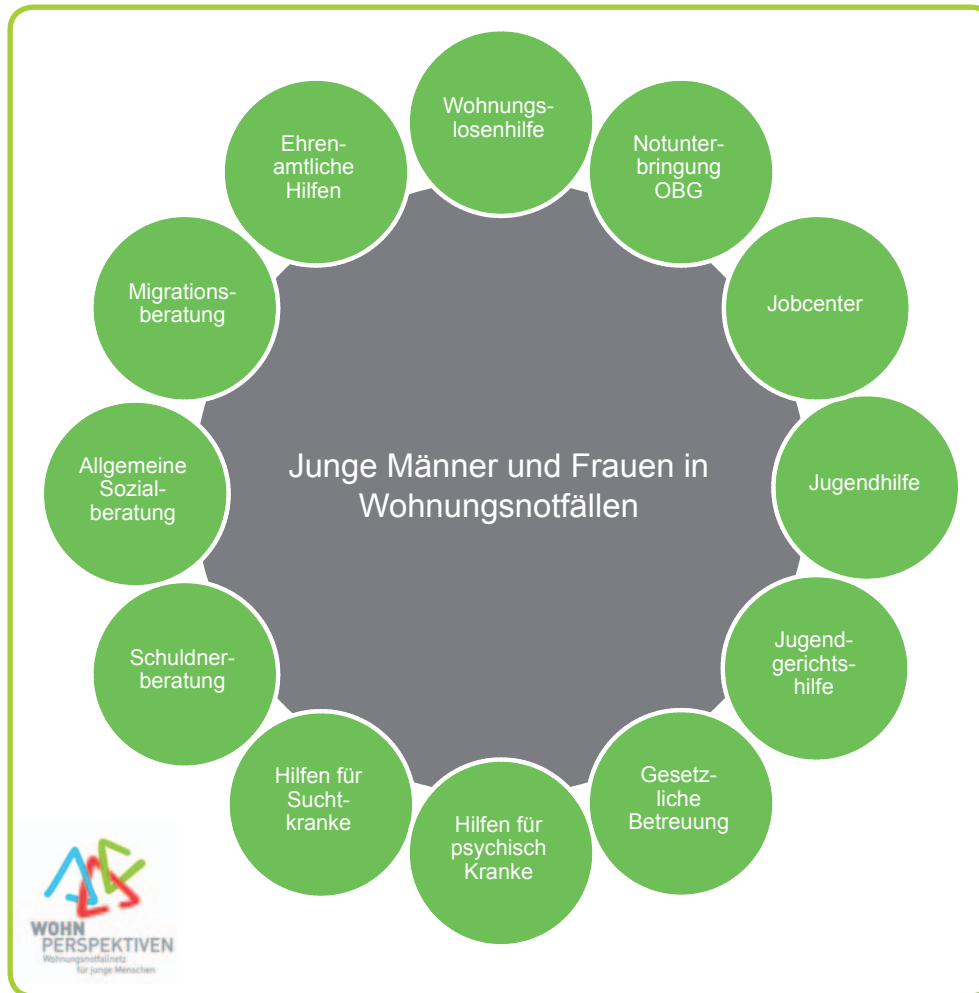 Wohnungs-
losenhilfe
Notunter-
bringung
OBG
Jobcenter
Jugendhilfe
Jugend-
gerichts-
hilfe
Gesetz-
liche
Betreuung
Hilfen für
psychisch
Kranke
Hilfen für
Sucht-
kranke
Schuldner-
beratung
Allgemeine
Sozial-
beratung
Migrations-
beratung
Ehren-
amtliche
Hilfen
Junge Männer und Frauen in
Wohnungsnotfällen
WOHN
PERSPEKTIVEN
Wohnungsnotfallnetz
für junge Menschen